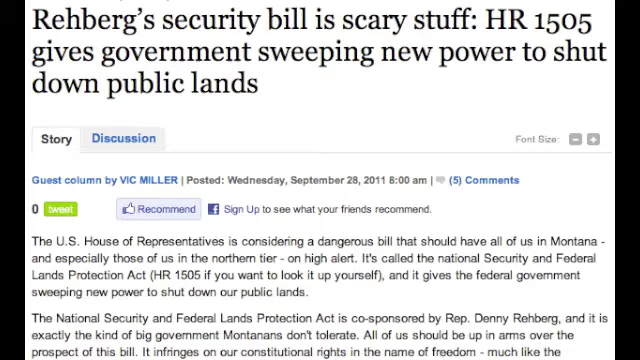 Rehberg’s security bill is scary stuff: HR 1505
gives government sweeping new power to shut
down public lands
Story Discussion Font Size:
Guest column by VIC MILLER | Posted: Wednesday, September 28, 2011 8:00 am | (5) Comments
0 tweet Recommend Sign Up to see what your friends recommend.
The U.S. House of Representatives is considering a dangerous bill that should have all of us in Montana -
and especially those of us in the northern tier - on high alert. It's called the national Security and Federal
Lands Protection Act (HR 1505 if you want to look it up yourself), and it gives the federal government
sweeping new power to shut down our public lands.
The National Security and Federal Lands Protection Act is co-sponsored by Rep. Denny Rehberg, and it is
exactly the kind of big government Montanans don't tolerate. All of us should be up in arms over the
prospect of this bill. It infringes on our constitutional rights in the name of freedom - much like the